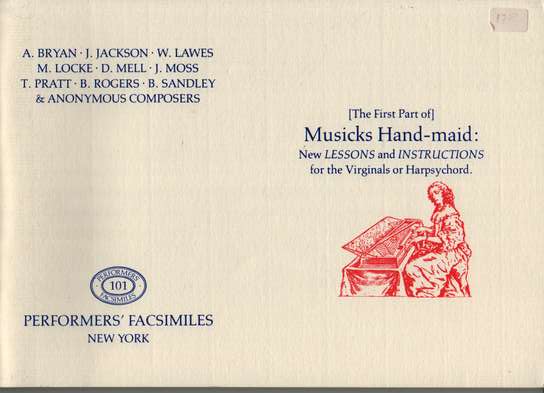 A. BRYAN · J. JACKSON · W. LAWES
M. LOCKE · D. MELL · J. MOSS
T. PRATT · B. ROGERS · B. SANDLEY
& ANONYMOUS COMPOSERS
[The First Part of]
Musicks Hand-maid:
New LESSONS and INSTRUCTIONS
for the Virginals or Harpsychord.
PERFORMERS'
101
FACSIMILES
PERFORMERS' FACSIMILES
NEW YORK